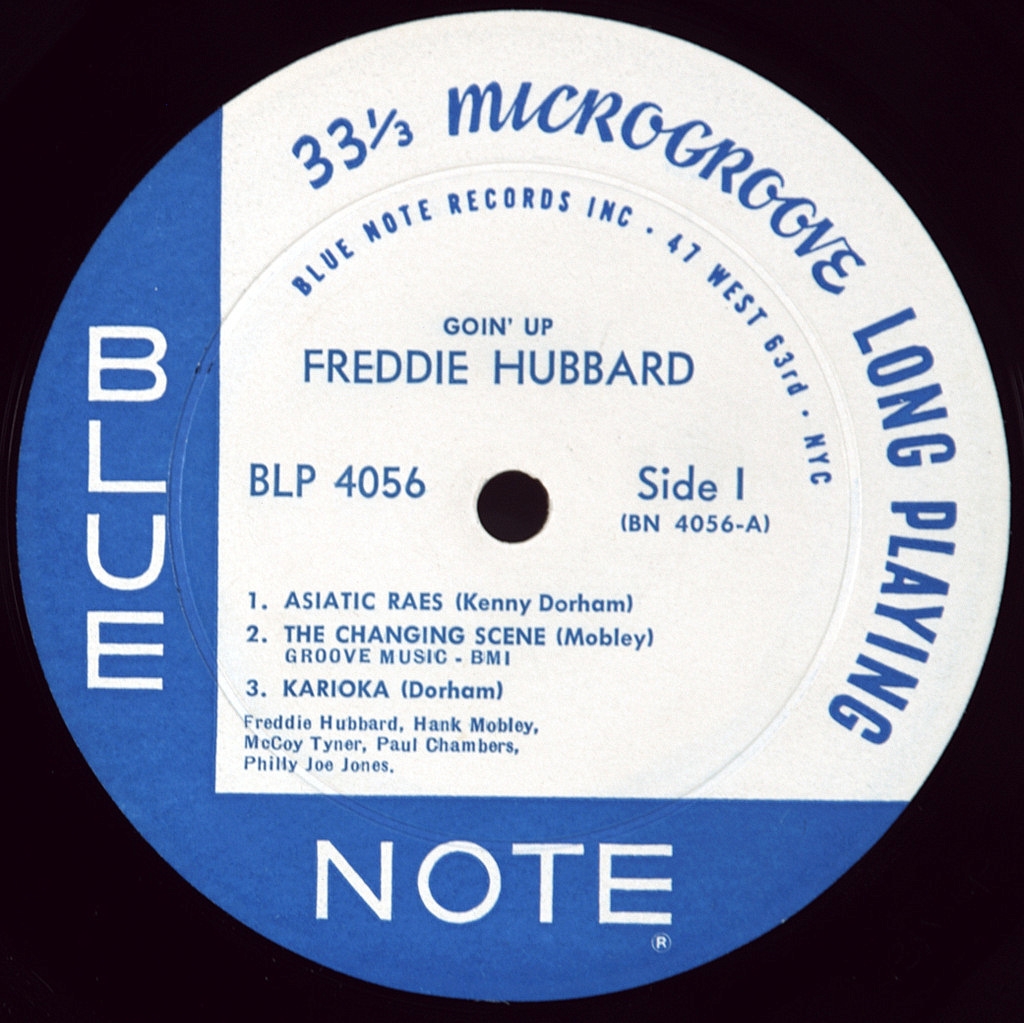 33⅓ MICROGROOVE LONG PLAYING
BLUE NOTE RECORDS INC · 47 WEST 63rd · NYC
GOIN' UP
FREDDIE HUBBARD
BLP 4056
Side 1
(BN 4056-A)
1. ASIATIC RAES (Kenny Dorham)
2. THE CHANGING SCENE (Mobley)
GROOVE MUSIC - BMI
3. KARIOKA (Dorham)
Freddie Hubbard, Hank Mobley,
McCoy Tyner, Paul Chambers,
Philly Joe Jones.
BLUE
NOTE
®